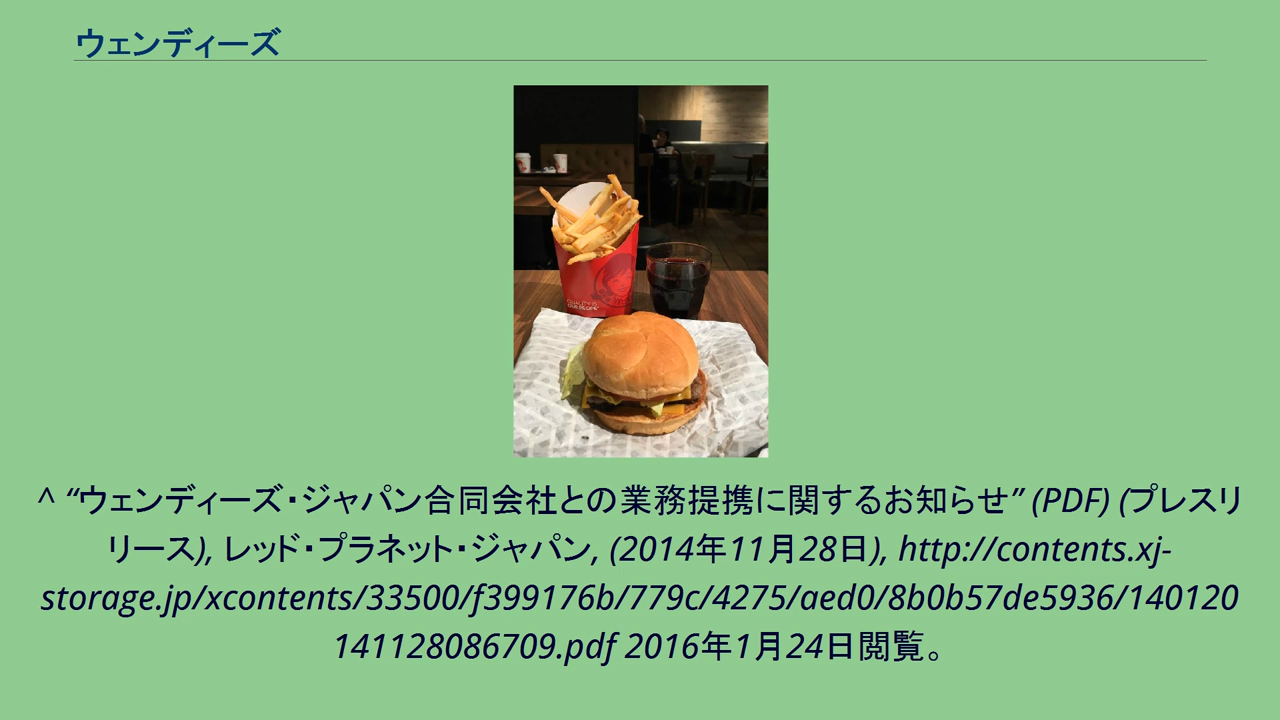 ウェンディーズ
QUALITY IS
OUR RECIPE
^ “ウェンディーズ・ジャパン合同会社との業務提携に関するお知らせ” (PDF) (プレスリ
リース), レッド・プラネット・ジャパン, (2014年11月28日), http://contents.xj-
storage.jp/xcontents/33500/f399176b/779c/4275/aed0/8b0b57de5936/140120
141128086709.pdf 2016年1月24日閲覧。